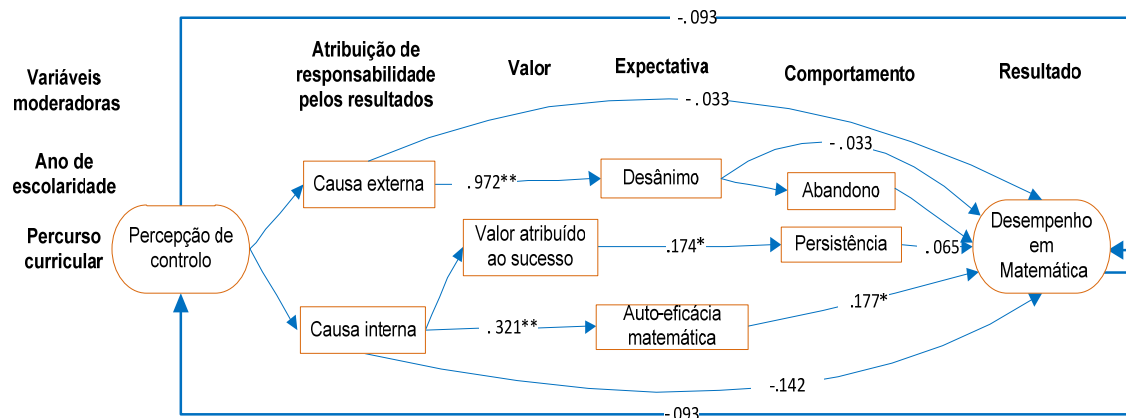 -.093
Variáveis
moderadoras
Atribuição de
responsabilidade
pelos resultados
Valor
Expectativa
Comportamento
Resultado
-.033
Ano de
escolaridade
Percurso
curricular
Percepção de
controlo
Causa externa
.972**
Desânimo
-.033
Abandono
Valor atribuído
ao sucesso
.174*
Persistência
.065
Desempenho
em
Matemática
Causa interna
.321**
Auto-eficácia
matemática
.177*
-.142
-.093